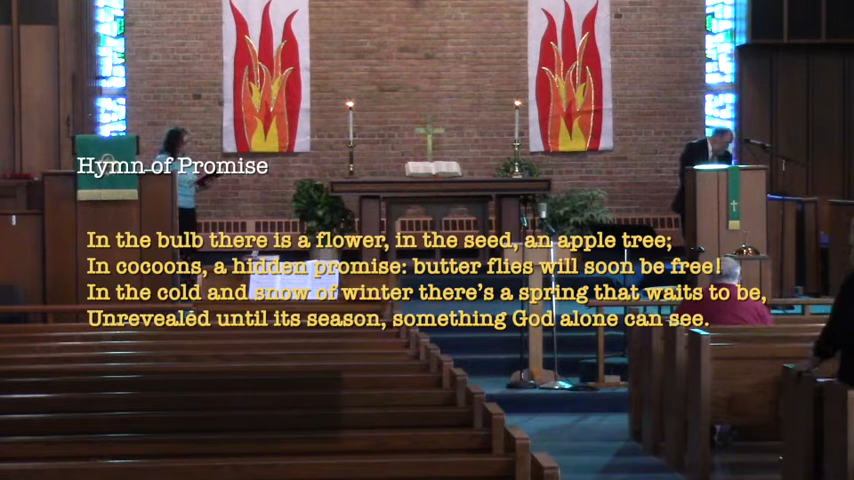 Hymn of Promise
In the bulb there is a flower, in the seed, an apple tree;
In cocoons, a hidden promise: butter flies will soon be free!
In the cold and snow of winter there's a spring that waits to be,
Unrevealed until its season, something God alone can see.